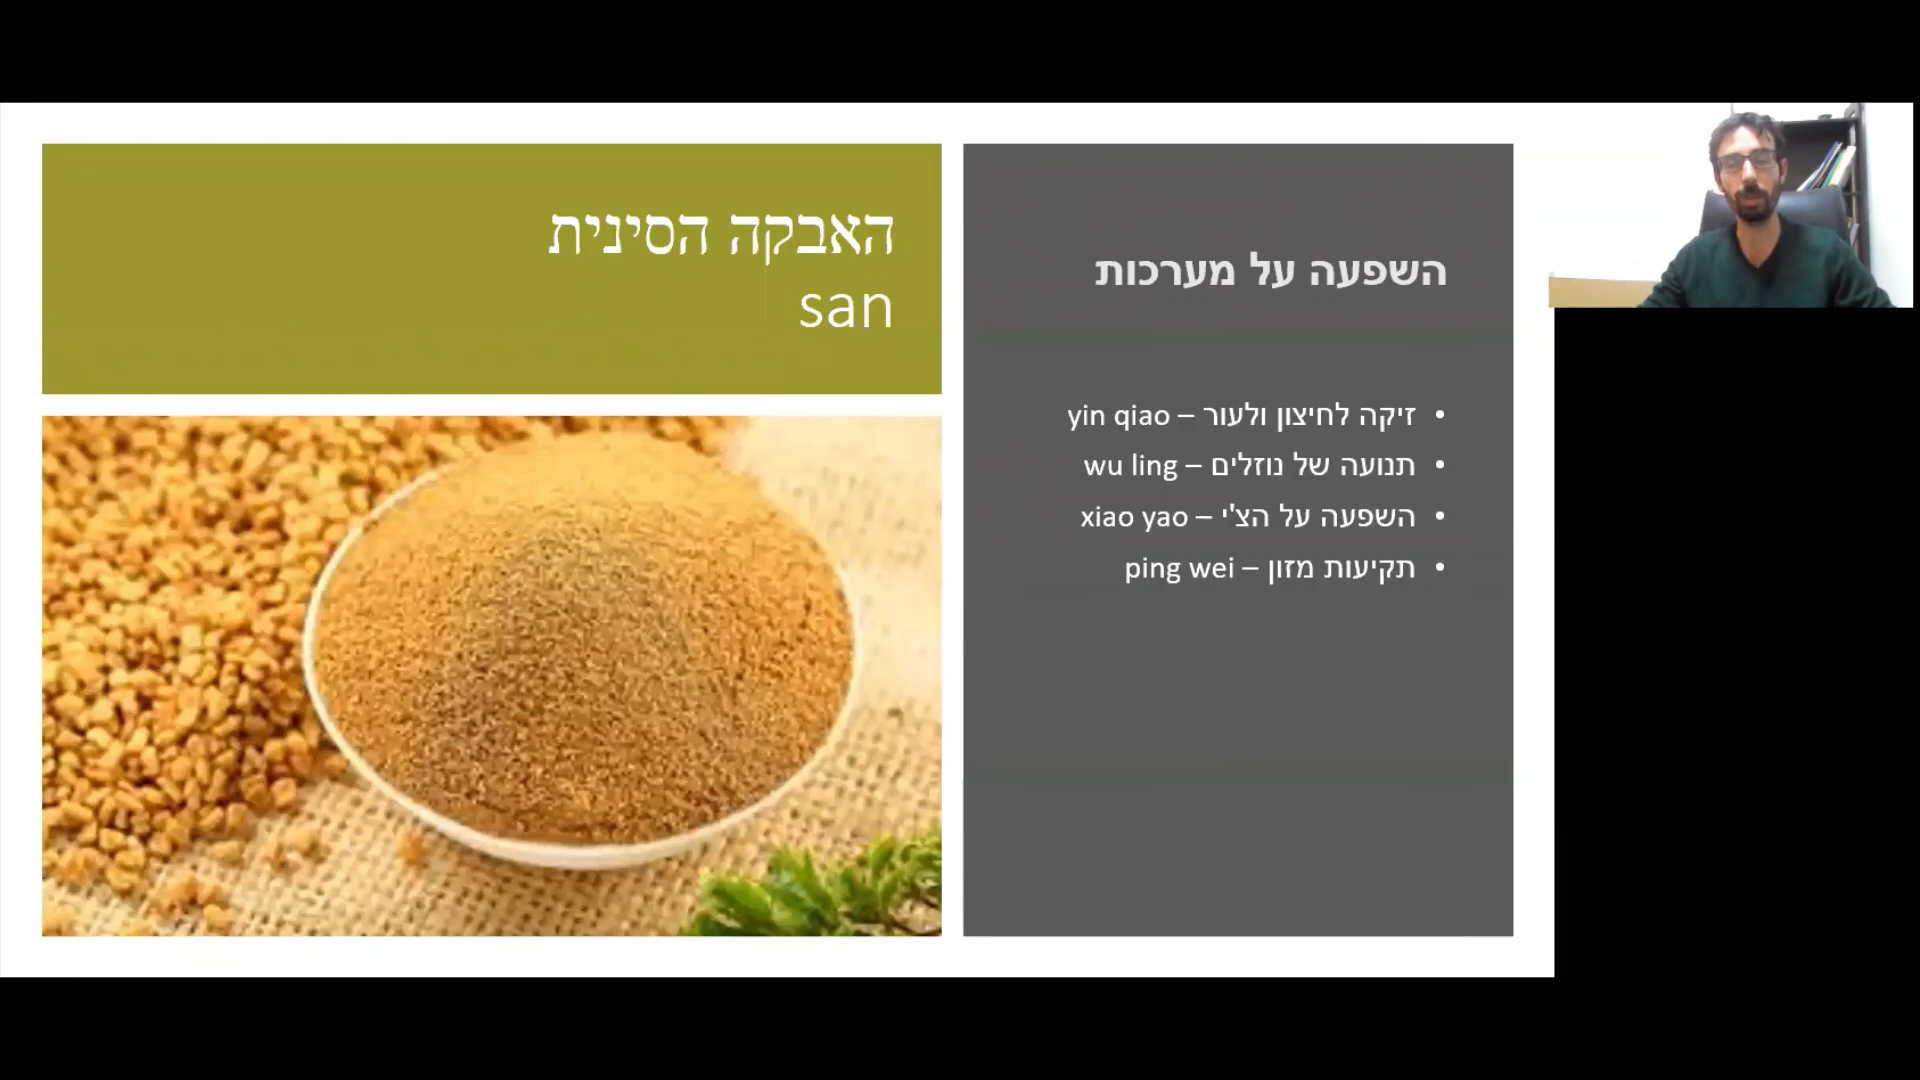 האבקה הסינית
san
השפעה על מערכות
• זיקה לחיצון ולעור – yin qiao
• תנועה של נוזלים – wu ling
• השפעה על הצ'י – xiao yao
• תקיעות מזון – ping wei